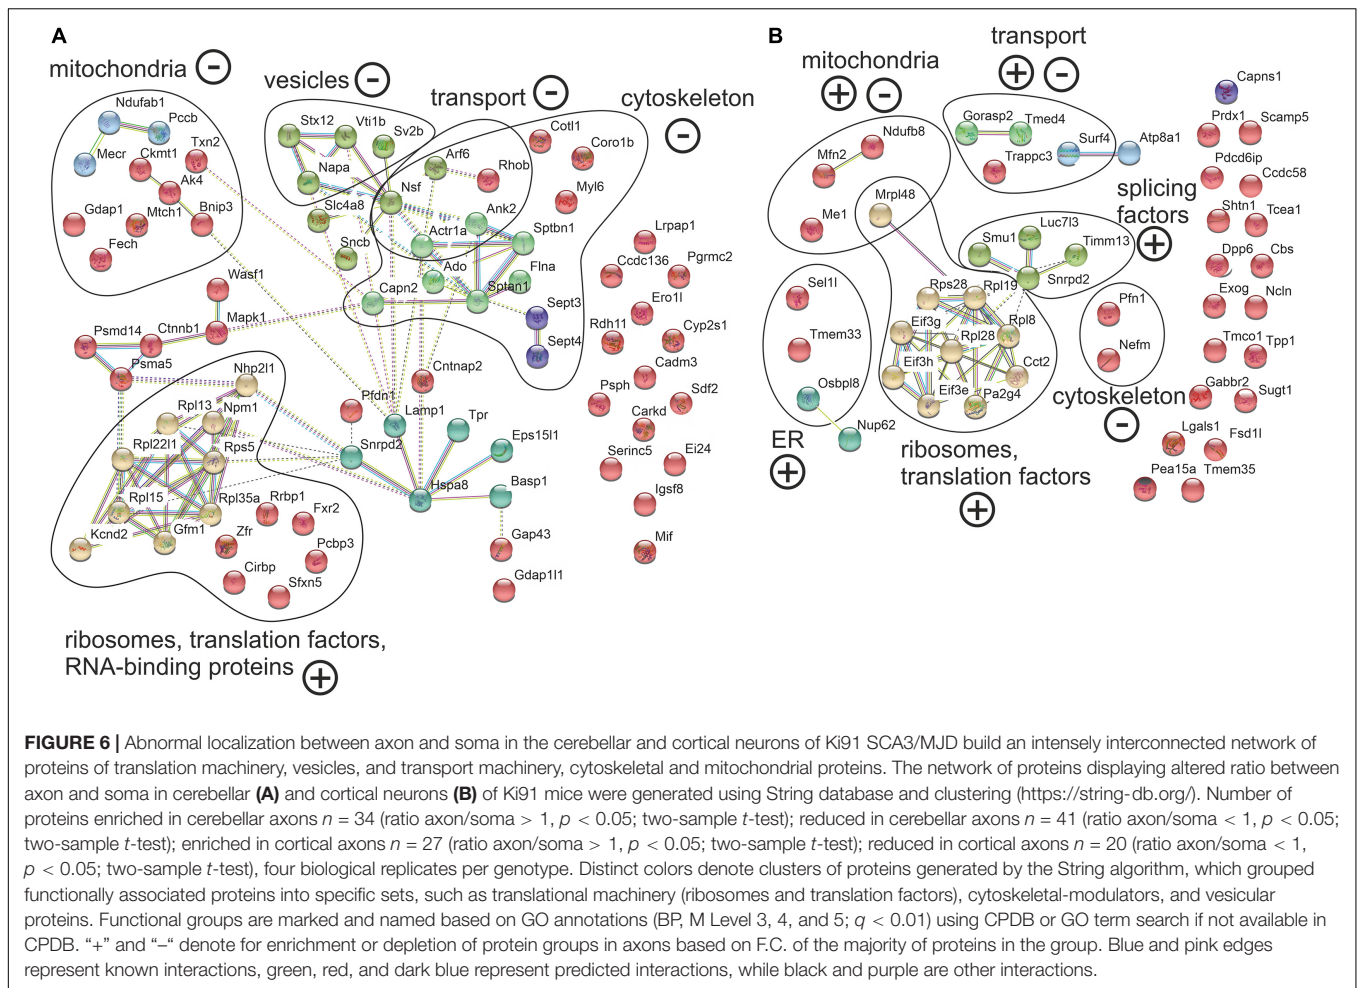 A
mitochondria −
vesicles −
transport −
cytoskeleton
−
Ndufab1
Pccb
Mecr
Ckmt1
Txn2
Ak4
Gdap1
Mtch1
Bnip3
Fech
Stx12
Vti1b
Sv2b
Napa
Slc4a8
Sncb
Nsf
Arf6
Rhob
Cotl1
Coro1b
Myl6
Ank2
Actr1a
Sptbn1
Ado
Flna
Capn2
Sptan1
Sept3
Sept4
Wasf1
Mapk1
Psmd14
Ctnnb1
Psma5
Nhp2l1
Rpl13
Npm1
Rpl22l1
Rps5
Rpl15
Rpl35a
Kcnd2
Gfm1
Rrbp1
Fxr2
Zfr
Pcbp3
Cirbp
Sfxn5
Pfdn1
Snrpd2
Cntnap2
Lamp1
Tpr
Eps15l1
Hspa8
Basp1
Gap43
Gdap1l1
Lrpap1
Ccdc136
Pgrmc2
Ero1l
Rdh11
Cyp2s1
Cadm3
Psph
Sdf2
Carkd
Serinc5
Ei24
Igsf8
Mif
ribosomes, translation factors,
RNA-binding proteins +
B
mitochondria
+ −
transport
+ −
Ndufb8
Mfn2
Mrpl48
Me1
Gorasp2
Tmed4
Surf4
Atp8a1
Trappc3
splicing
factors
+
Luc7l3
Smu1
Timm13
Snrpd2
Rps28
Rpl19
Eif3g
Rpl8
Rpl28
Eif3h
Cct2
Eif3e
Pa2g4
Pfn1
Nefm
cytoskeleton
−
Sel1l
Tmem33
Osbpl8
Nup62
ER
+
ribosomes,
translation factors
+
Capns1
Prdx1
Scamp5
Pdcd6ip
Ccdc58
Shtn1
Tcea1
Dpp6
Cbs
Exog
Ncln
Tmco1
Tpp1
Gabbr2
Sugt1
Lgals1
Fsd1l
Pea15a
Tmem35
FIGURE 6 | Abnormal localization between axon and soma in the cerebellar and cortical neurons of Ki91 SCA3/MJD build an intensely interconnected network of
proteins of translation machinery, vesicles, and transport machinery, cytoskeletal and mitochondrial proteins. The network of proteins displaying altered ratio between
axon and soma in cerebellar (A) and cortical neurons (B) of Ki91 mice were generated using String database and clustering (https://string-db.org/). Number of
proteins enriched in cerebellar axons n = 34 (ratio axon/soma > 1, p < 0.05; two-sample t-test); reduced in cerebellar axons n = 41 (ratio axon/soma < 1, p < 0.05;
two-sample t-test); enriched in cortical axons n = 27 (ratio axon/soma > 1, p < 0.05; two-sample t-test); reduced in cortical axons n = 20 (ratio axon/soma < 1,
p < 0.05; two-sample t-test), four biological replicates per genotype. Distinct colors denote clusters of proteins generated by the String algorithm, which grouped
functionally associated proteins into specific sets, such as translational machinery (ribosomes and translation factors), cytoskeletal-modulators, and vesicular
proteins. Functional groups are marked and named based on GO annotations (BP, M Level 3, 4, and 5; q < 0.01) using CPDB or GO term search if not available in
CPDB. “+” and “–“ denote for enrichment or depletion of protein groups in axons based on F.C. of the majority of proteins in the group. Blue and pink edges
represent known interactions, green, red, and dark blue represent predicted interactions, while black and purple are other interactions.